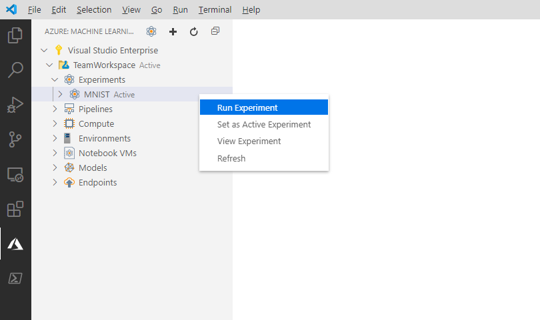 File Edit Selection View Go Run Terminal Help
AZURE: MACHINE LEARNI...
Visual Studio Enterprise
TeamWorkspace Active
Experiments
MNIST Active
Run Experiment
Set as Active Experiment
View Experiment
Refresh
Pipelines
Compute
Environments
Notebook VMs
Models
Endpoints